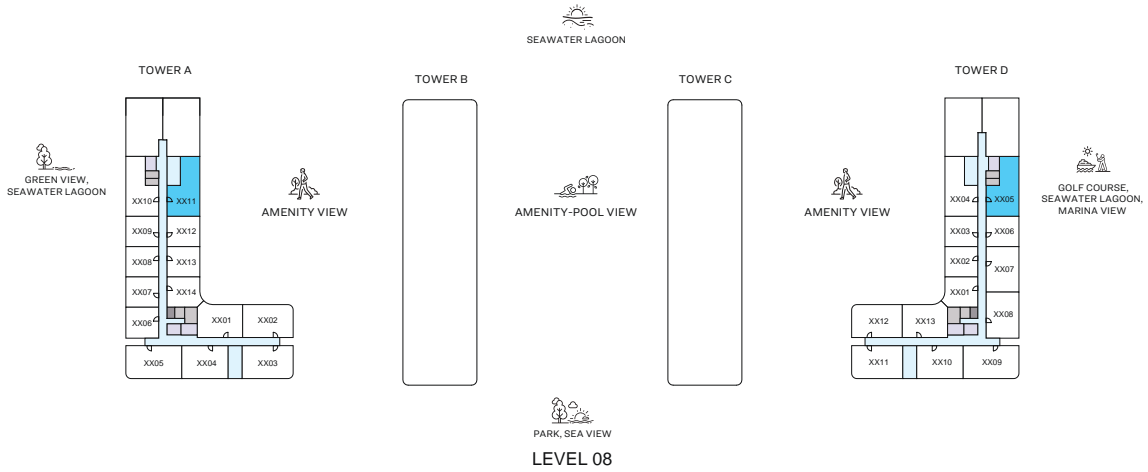 SEAWATER LAGOON
TOWER A
TOWER B
TOWER C
TOWER D
GREEN VIEW,
SEAWATER LAGOON
AMENITY VIEW
AMENITY-POOL VIEW
AMENITY VIEW
GOLF COURSE,
SEAWATER LAGOON,
MARINA VIEW
XX10 XX11
XX09 XX12
XX08 XX13
XX07 XX14
XX06 XX01 XX02
XX05 XX04 XX03
XX04 XX05
XX03 XX06
XX02 XX07
XX01
XX12 XX13 XX08
XX11 XX10 XX09
PARK, SEA VIEW
LEVEL 08